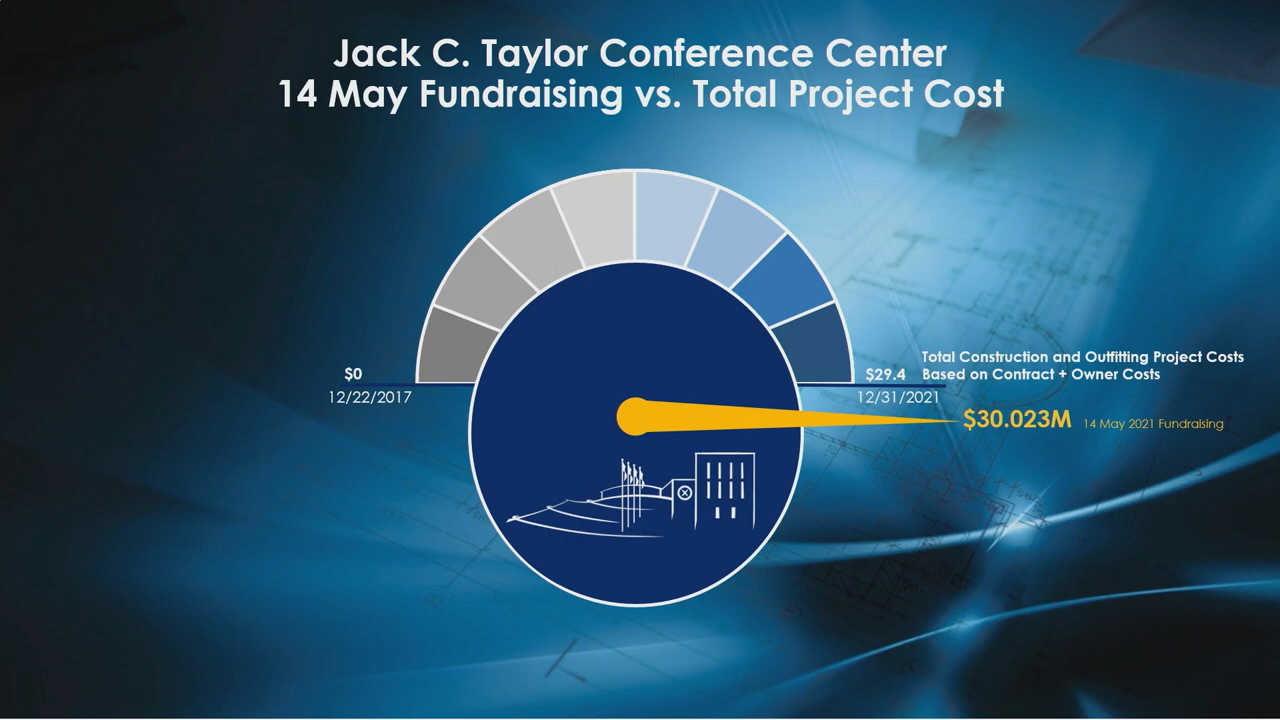 Jack C. Taylor Conference Center
14 May Fundraising vs. Total Project Cost
Total Construction and Outfitting Project Costs
$0
$29.4 Based on Contract + Owner Costs
12/22/2017
12/31/2021
$30.023M 14 May 2021 Fundraising